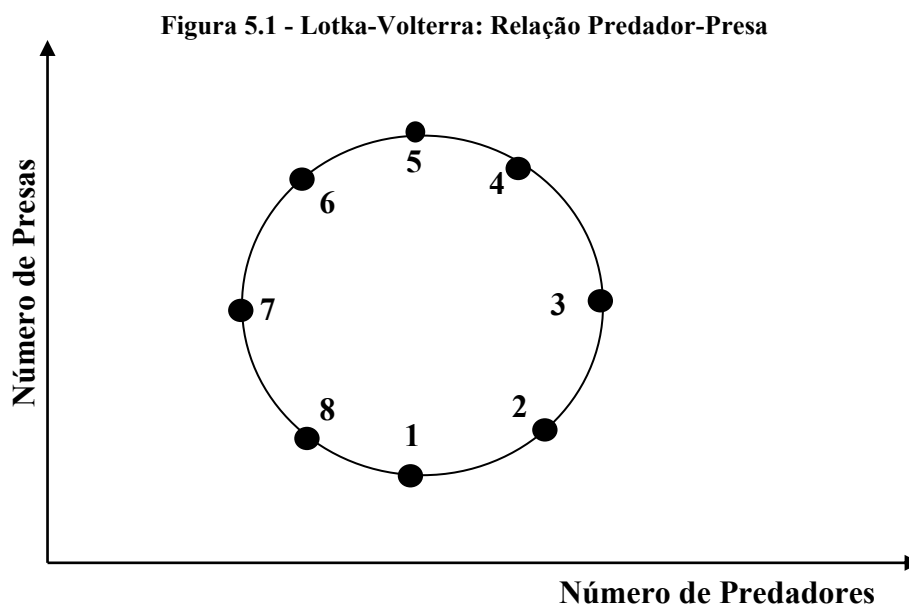 Figura 5.1 - Lotka-Volterra: Relação Predador-Presa
Número de Presas
5
4
6
3
7
2
8
1
Número de Predadores